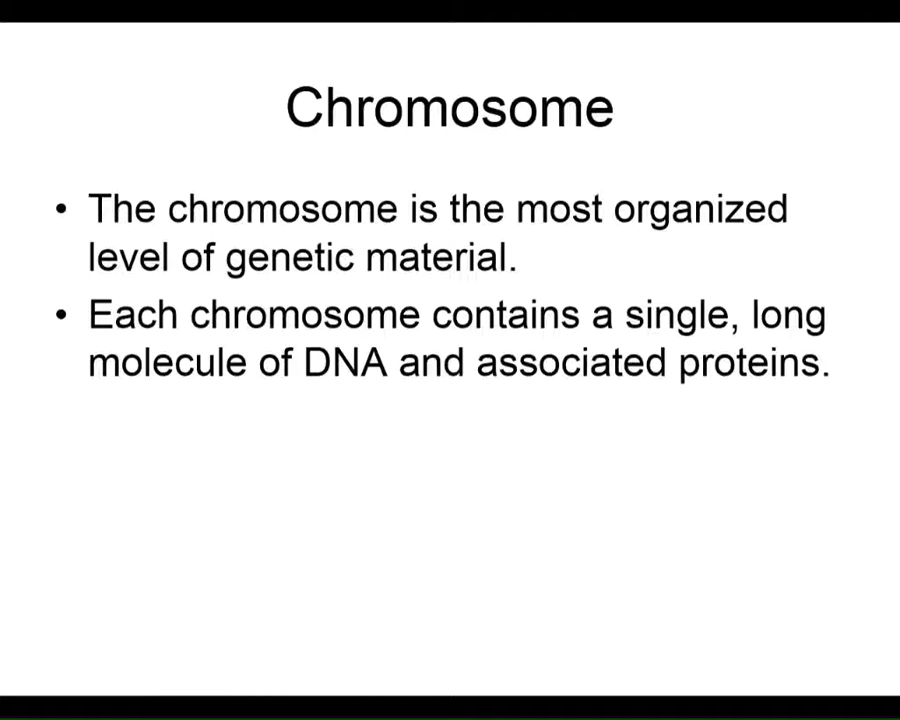 Chromosome
• The chromosome is the most organized
level of genetic material.
• Each chromosome contains a single, long
molecule of DNA and associated proteins.